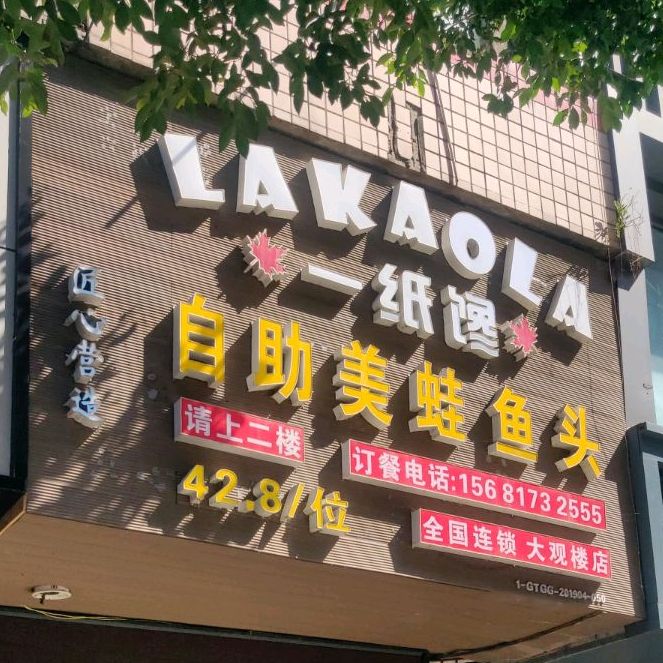 LAKAOLA
一纸馋
匠心营造
自助美蛙鱼头
请上二楼
订餐电话:156 8173 2555
42.8/位
全国连锁 大观楼店
1-GTGG-201904-050